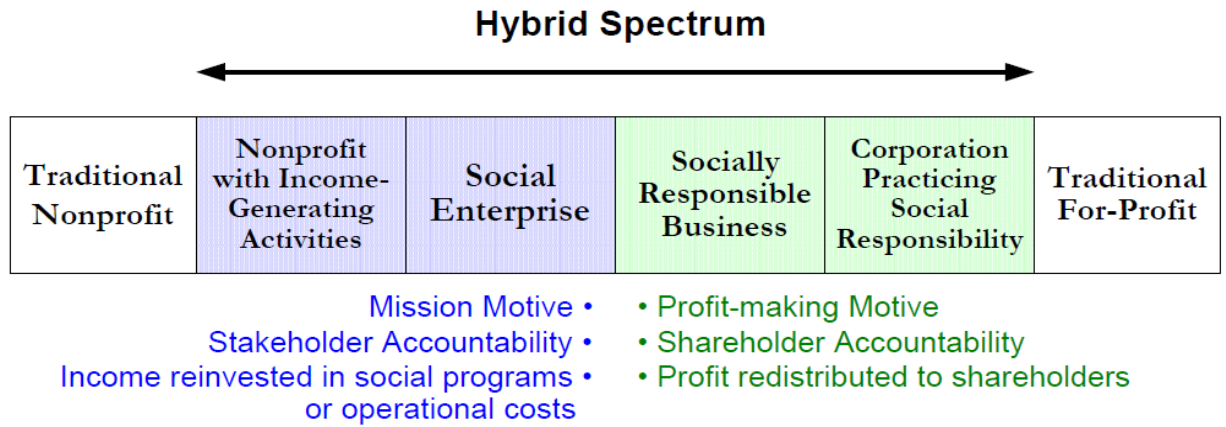 Hybrid Spectrum
Traditional
Nonprofit
Nonprofit
with Income-
Generating
Activities
Social
Enterprise
Socially
Responsible
Business
Corporation
Practicing
Social
Responsibility
Traditional
For-Profit
Mission Motive •
Stakeholder Accountability •
Income reinvested in social programs •
or operational costs
• Profit-making Motive
• Shareholder Accountability
• Profit redistributed to shareholders